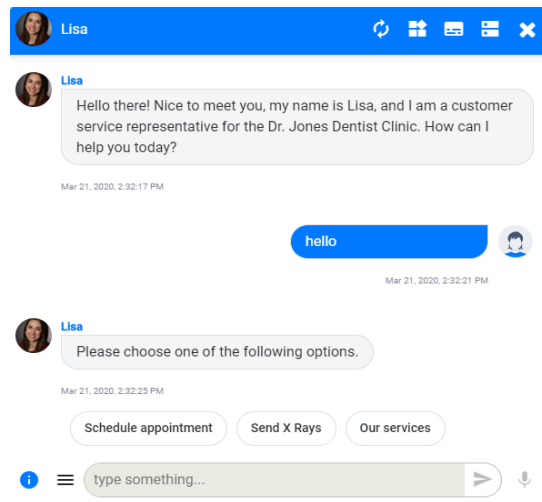 Lisa
Lisa
Hello there! Nice to meet you, my name is Lisa, and I am a customer
service representative for the Dr. Jones Dentist Clinic. How can I
help you today?
Mar 21, 2020, 2:32:17 PM
hello
Mar 21, 2020, 2:32:21 PM
Lisa
Please choose one of the following options.
Mar 21, 2020, 2:32:25 PM
Schedule appointment Send X Rays Our services
type something...